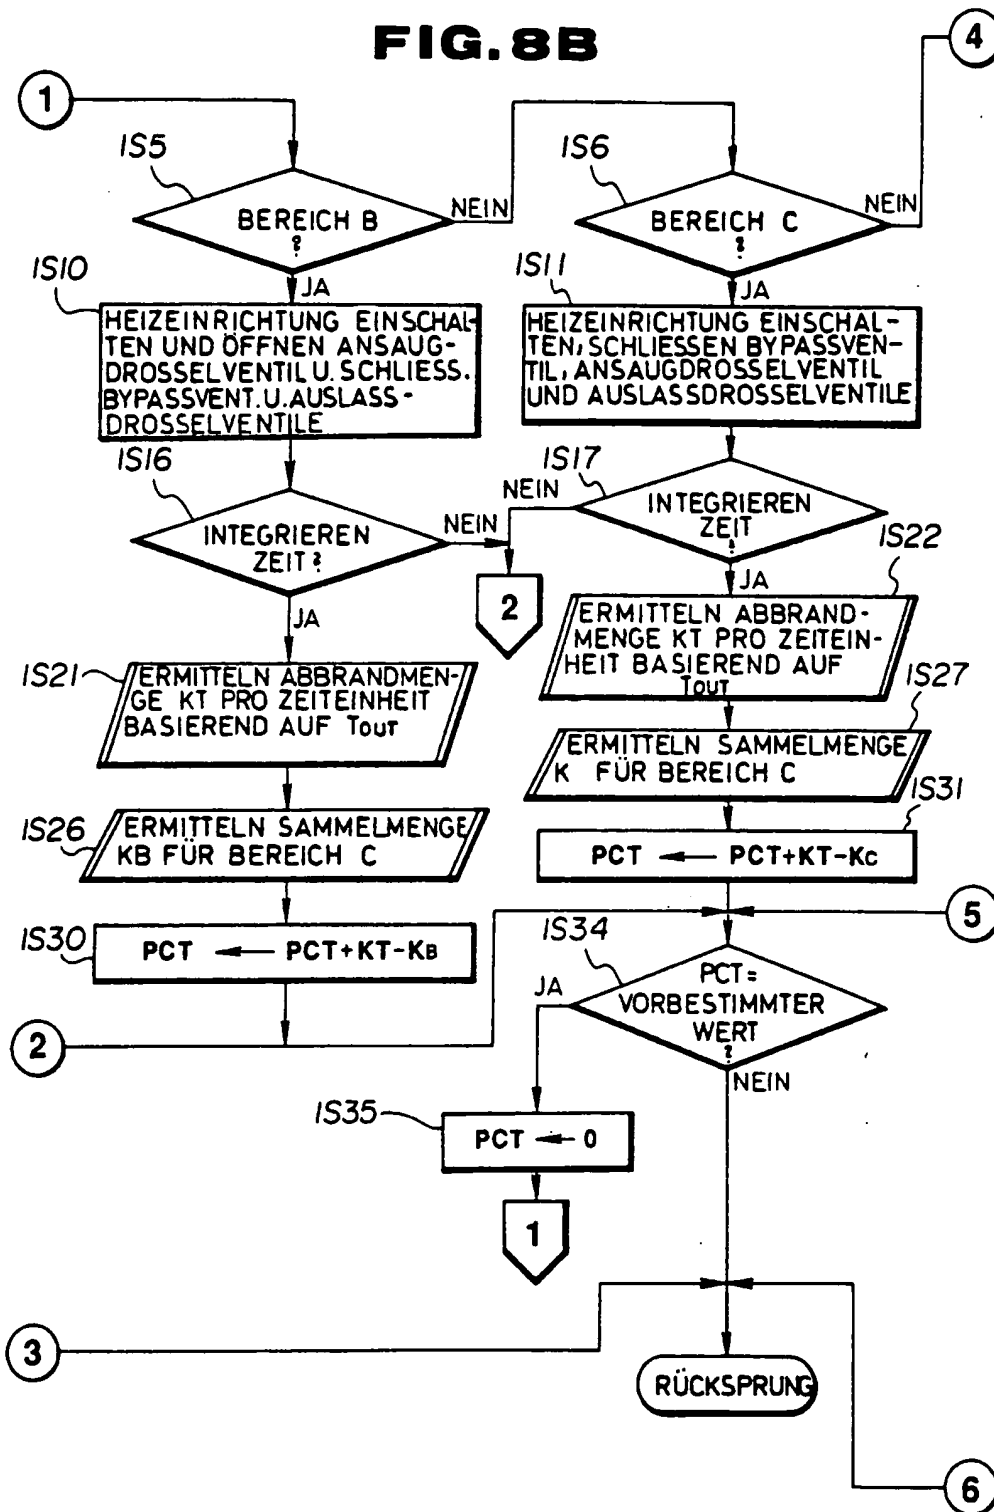 FIG. 8B
4
1
IS5
IS6
BEREICH B
?
NEIN
BEREICH C
?
NEIN
IS10
JA
IS11
JA
HEIZEINRICHTUNG EINSCHAL-
TEN UND ÖFFNEN ANSAUG-
DROSSELVENTIL U. SCHLIESS.
BYPASSVENT. U. AUSLASS-
DROSSELVENTILE
HEIZEINRICHTUNG EINSCHAL-
TEN, SCHLIESSEN BYPASSVEN-
TIL, ANSAUGDROSSELVENTIL
UND AUSLASSDROSSELVENTILE
IS16
IS17
INTEGRIEREN
ZEIT?
NEIN
NEIN
INTEGRIEREN
ZEIT
?
2
JA
JA
IS22
IS21
ERMITTELN ABBRANDMEN-
GE KT PRO ZEITEINHEIT
BASIEREND AUF TOUT
ERMITTELN ABBRAND-
MENGE KT PRO ZEITEIN-
HEIT BASIEREND AUF
TOUT
IS27
IS26
ERMITTELN SAMMELMENGE
KB FÜR BEREICH C
ERMITTELN SAMMELMENGE
K FÜR BEREICH C
IS31
IS30
PCT ← PCT+KT-KB
PCT ← PCT+KT-KC
5
IS34
2
JA
PCT=
VORBESTIMMTER
WERT
?
NEIN
IS35
PCT ← 0
1
3
RÜCKSPRUNG
6